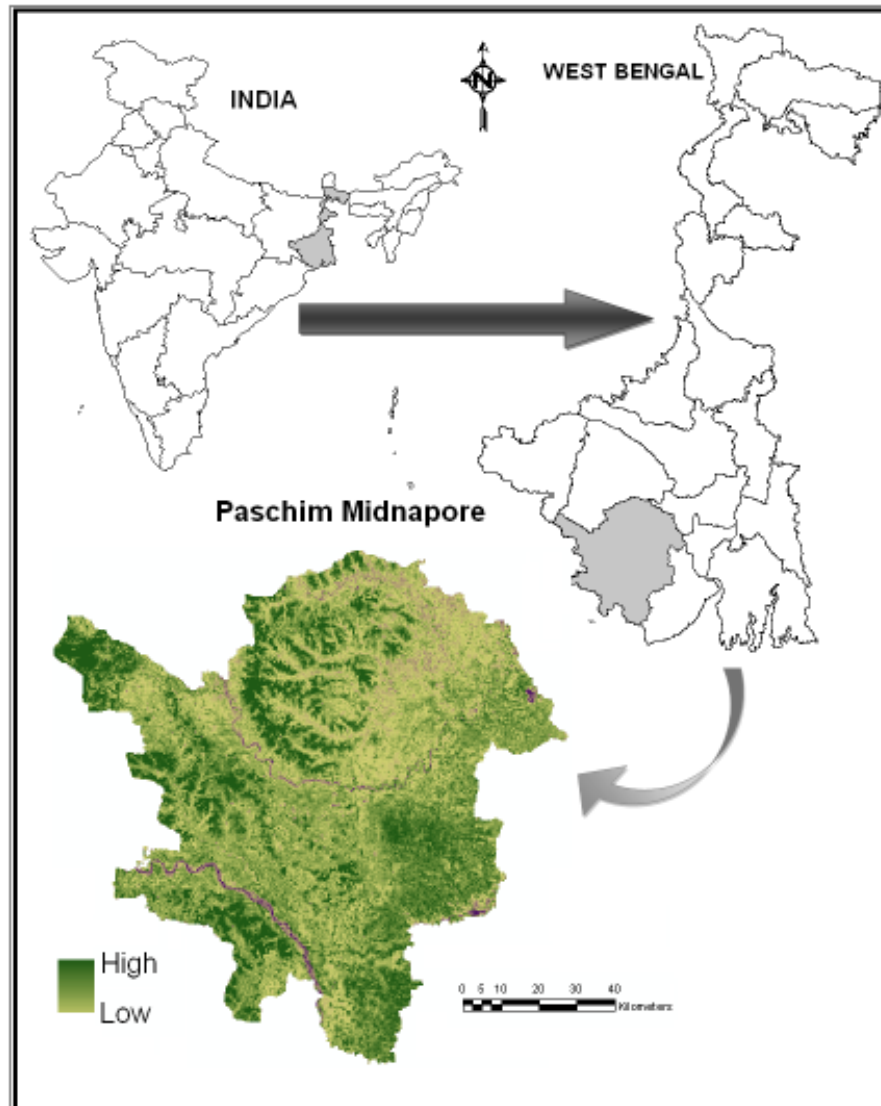 INDIA
N
WEST BENGAL
Paschim Midnapore
High
Low
0 5 10 20 30 40
Kilometers